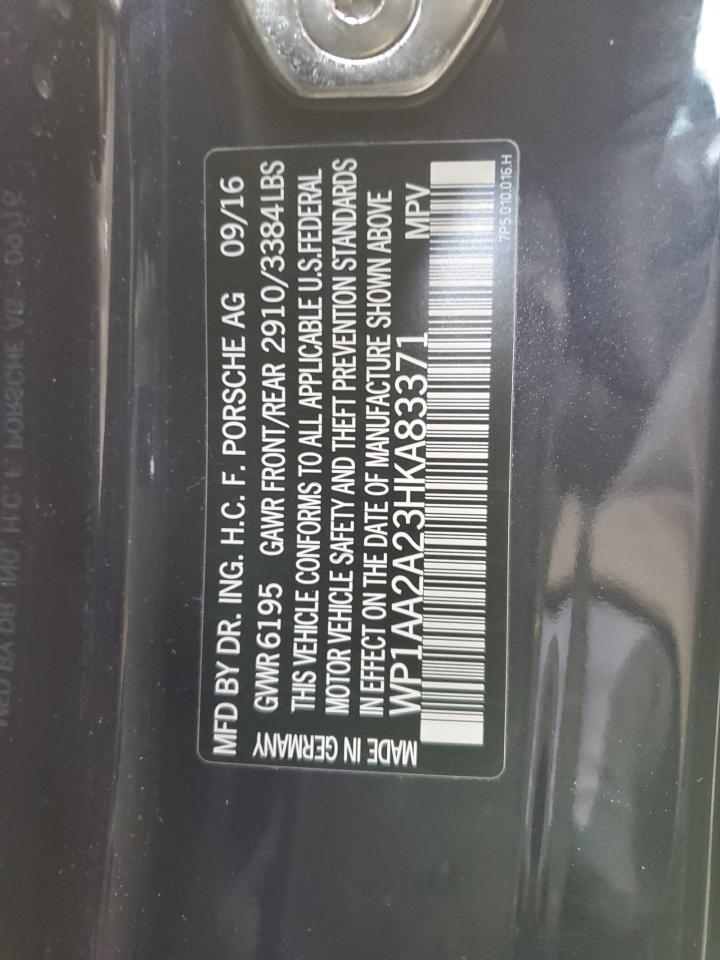 MFD BY DR. ING. H.C. F. PORSCHE AG 09/16
GVWR 6195 GAWR FRONT/REAR 2910/3384 LBS
THIS VEHICLE CONFORMS TO ALL APPLICABLE U.S. FEDERAL
MOTOR VEHICLE SAFETY AND THEFT PREVENTION STANDARDS
IN EFFECT ON THE DATE OF MANUFACTURE SHOWN ABOVE
WP1AA2A23HKA83371 MPV
7P5.010.016.H
MADE IN GERMANY